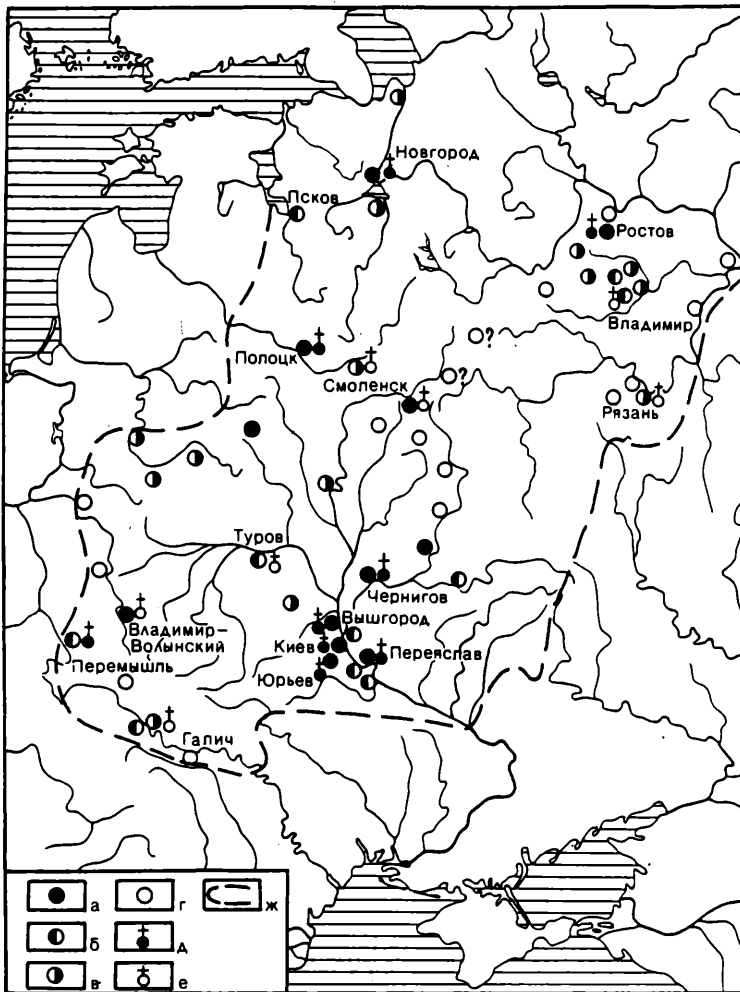 Новгород
Псков
Ростов
Владимир
Полоцк
?
Смоленск
?
Рязань
Туров
Чернигов
Владимир-
Волынский
Вышгород
Киев
Переяслав
Перемышль
Юрьев
Галич
а
г
ж
б
д
в
е